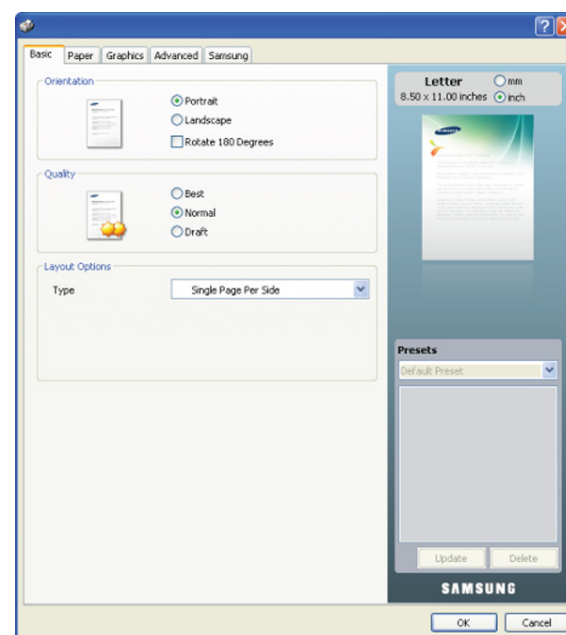 Basic Paper Graphics Advanced Samsung
Orientation
Portrait
Landscape
Rotate 180 Degrees
Quality
Best
Normal
Draft
Layout Options
Type Single Page Per Side
Letter mm
8.50 x 11.00 inches inch
SAMSUNG
Presets
Default Preset
Update Delete
SAMSUNG
OK Cancel